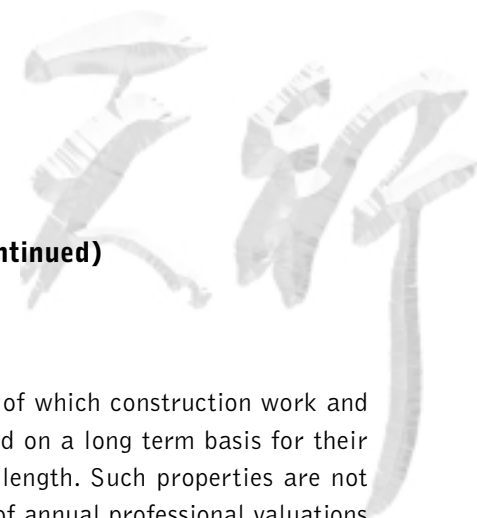 ntinued)
of which construction work and
d on a long term basis for their
length. Such properties are not
of annual professional valuations